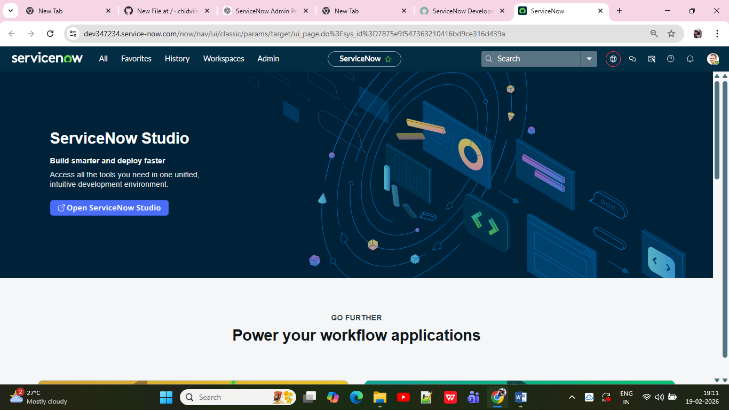 New Tab
New File at / - chidvi
ServiceNow Admin Pr
New Tab
ServiceNow Develope
ServiceNow
dev347234.service-now.com/now/nav/ui/classic/params/target/ui_page.do%3Fsys_id%3D7875e9f547363210416bd9ce316d439a
servicenow
All
Favorites
History
Workspaces
Admin
ServiceNow
Search
ServiceNow Studio
Build smarter and deploy faster
Access all the tools you need in one unified,
intuitive development environment.
Open ServiceNow Studio
GO FURTHER
Power your workflow applications
2
27°C
Mostly cloudy
Search
ENG
IN
19:11
19-02-2026